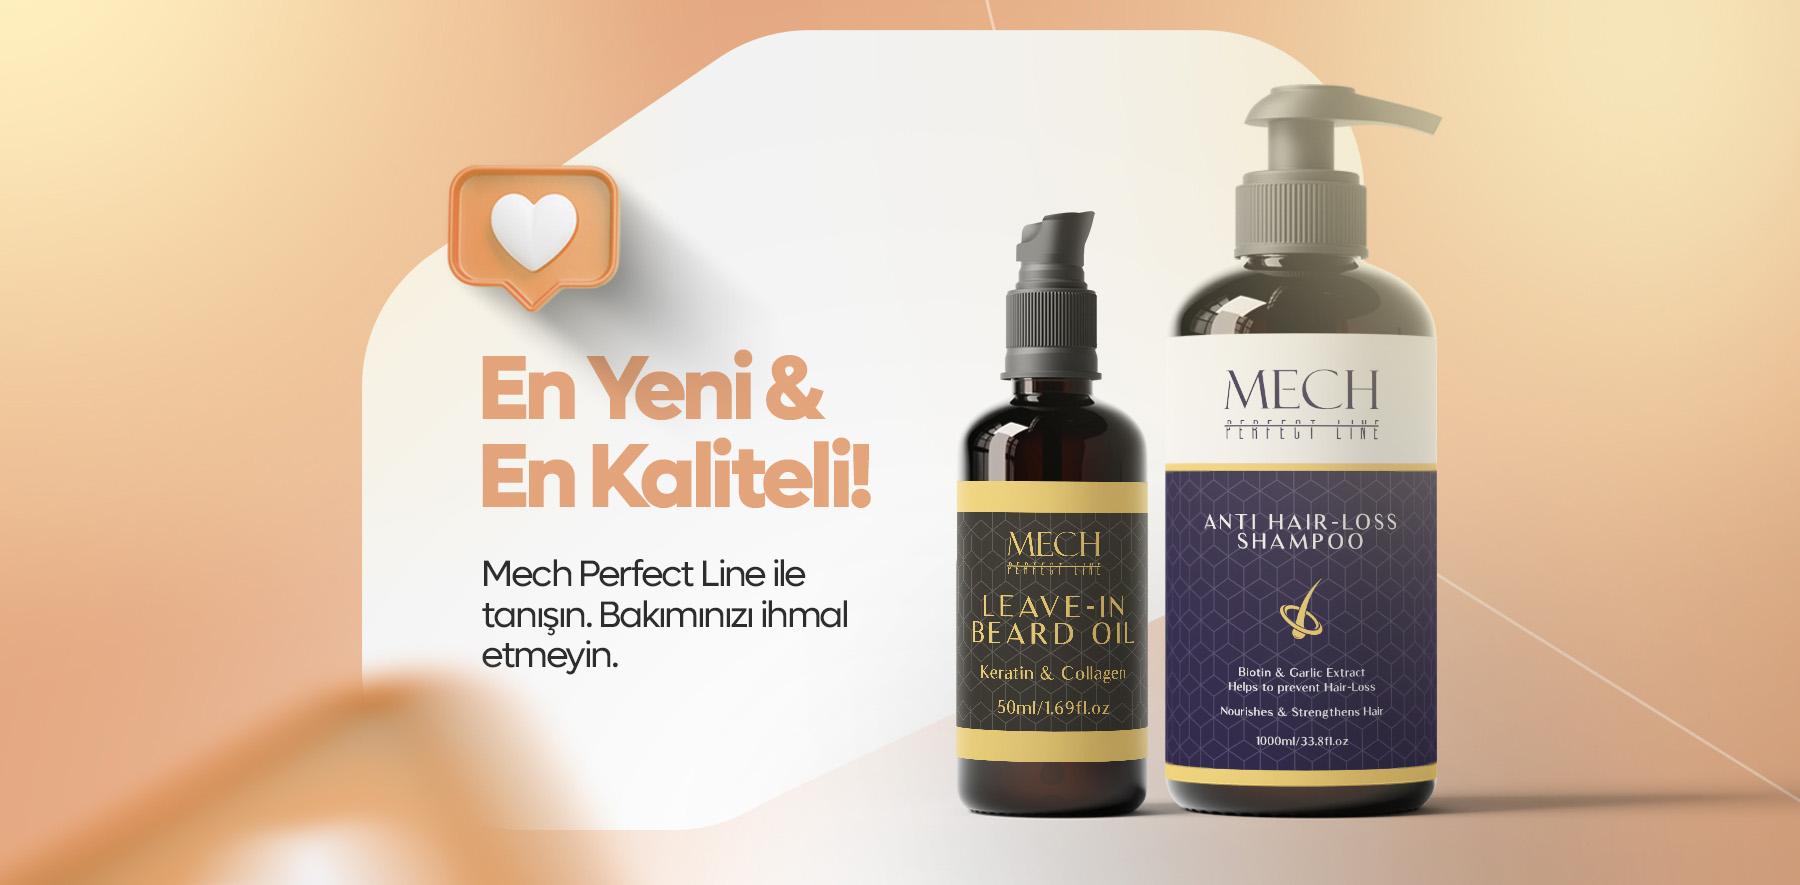 En Yeni &
En Kaliteli!
Mech Perfect Line ile
tanışın. Bakımınızı ihmal
etmeyin.
MECH
PERFECT LINE
LEAVE-IN
BEARD OIL
Keratin & Collagen
50ml/1.69fl.oz
MECH
PERFECT LINE
ANTI HAIR-LOSS
SHAMPOO
Biotin & Garlic Extract
Helps to prevent Hair-Loss
Nourishes & Strengthens Hair
1000ml/33.8fl.oz